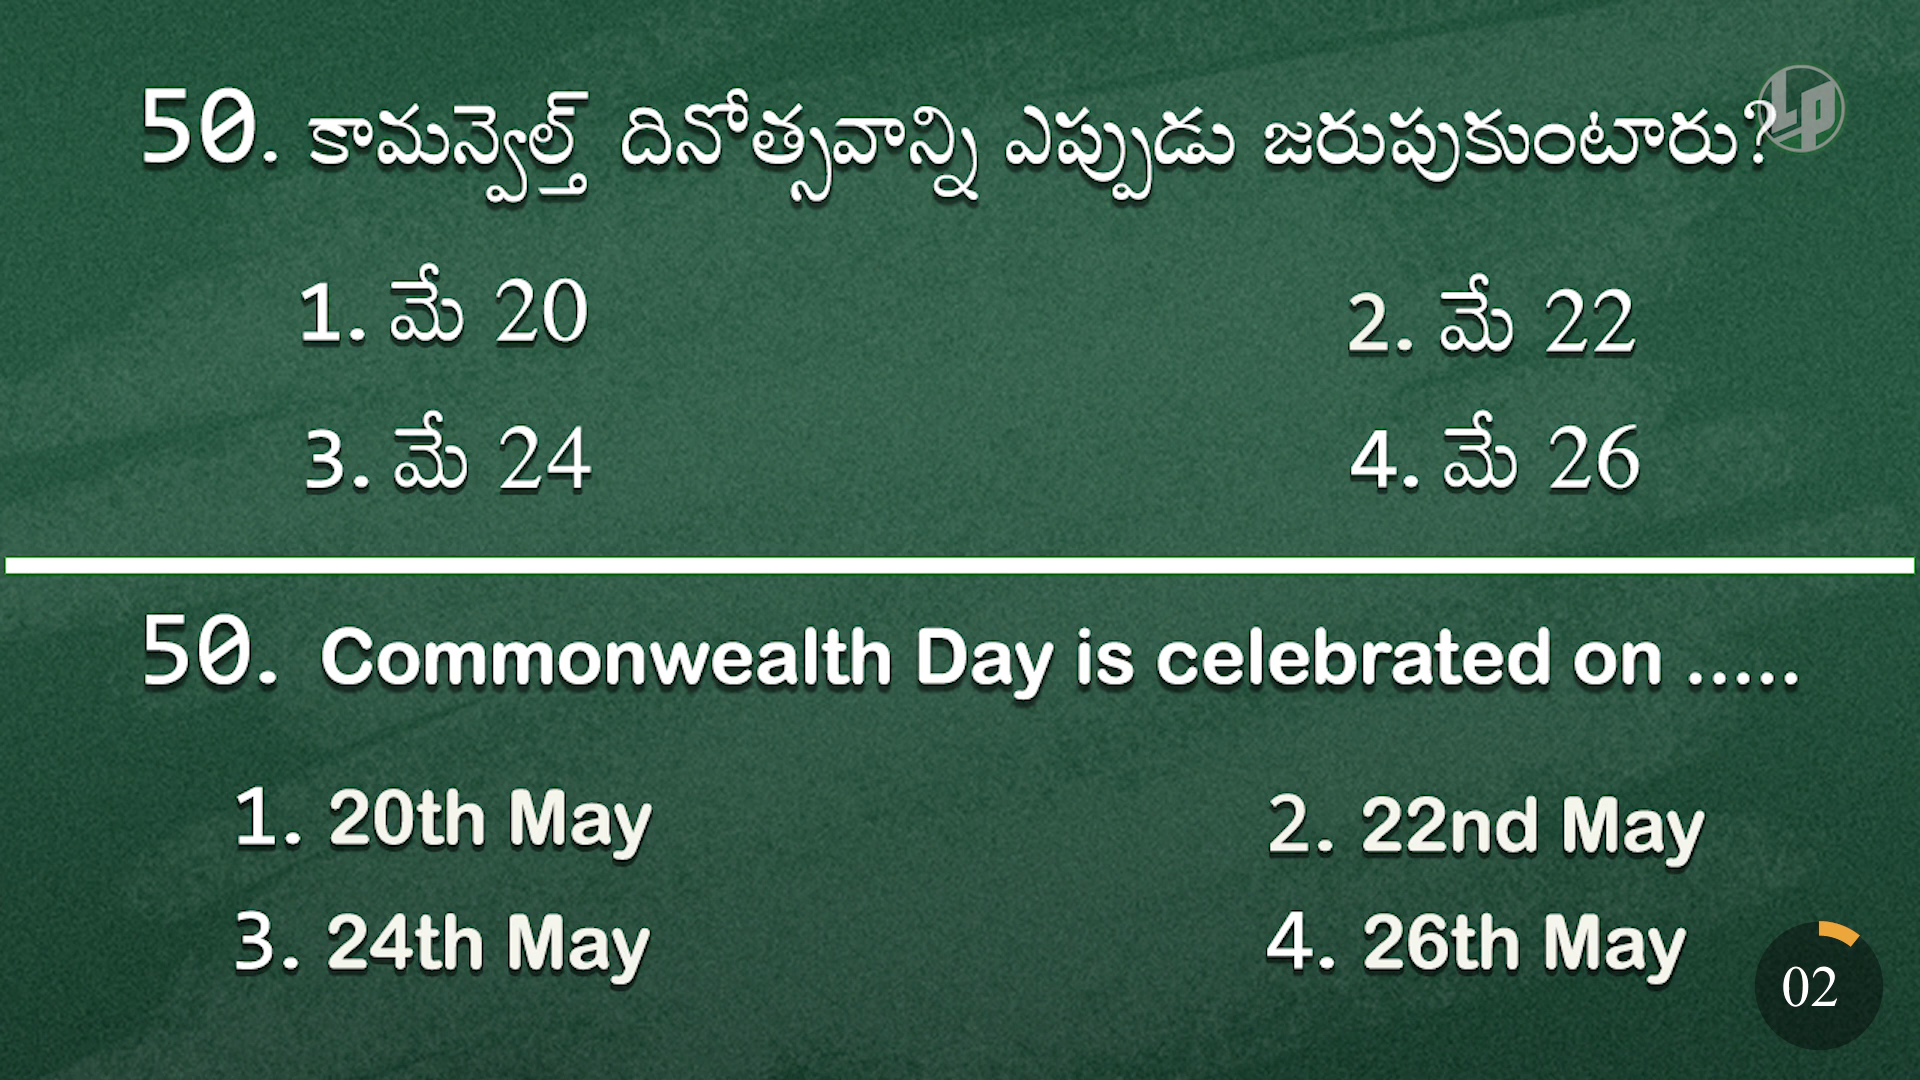 50. కామన్వెల్త్ దినోత్సవాన్ని ఎప్పుడు జరుపుకుంటారు?
1. మే 20
2. మే 22
3. మే 24
4. మే 26
50. Commonwealth Day is celebrated on .....
1. 20th May
2. 22nd May
3. 24th May
4. 26th May
02
LP